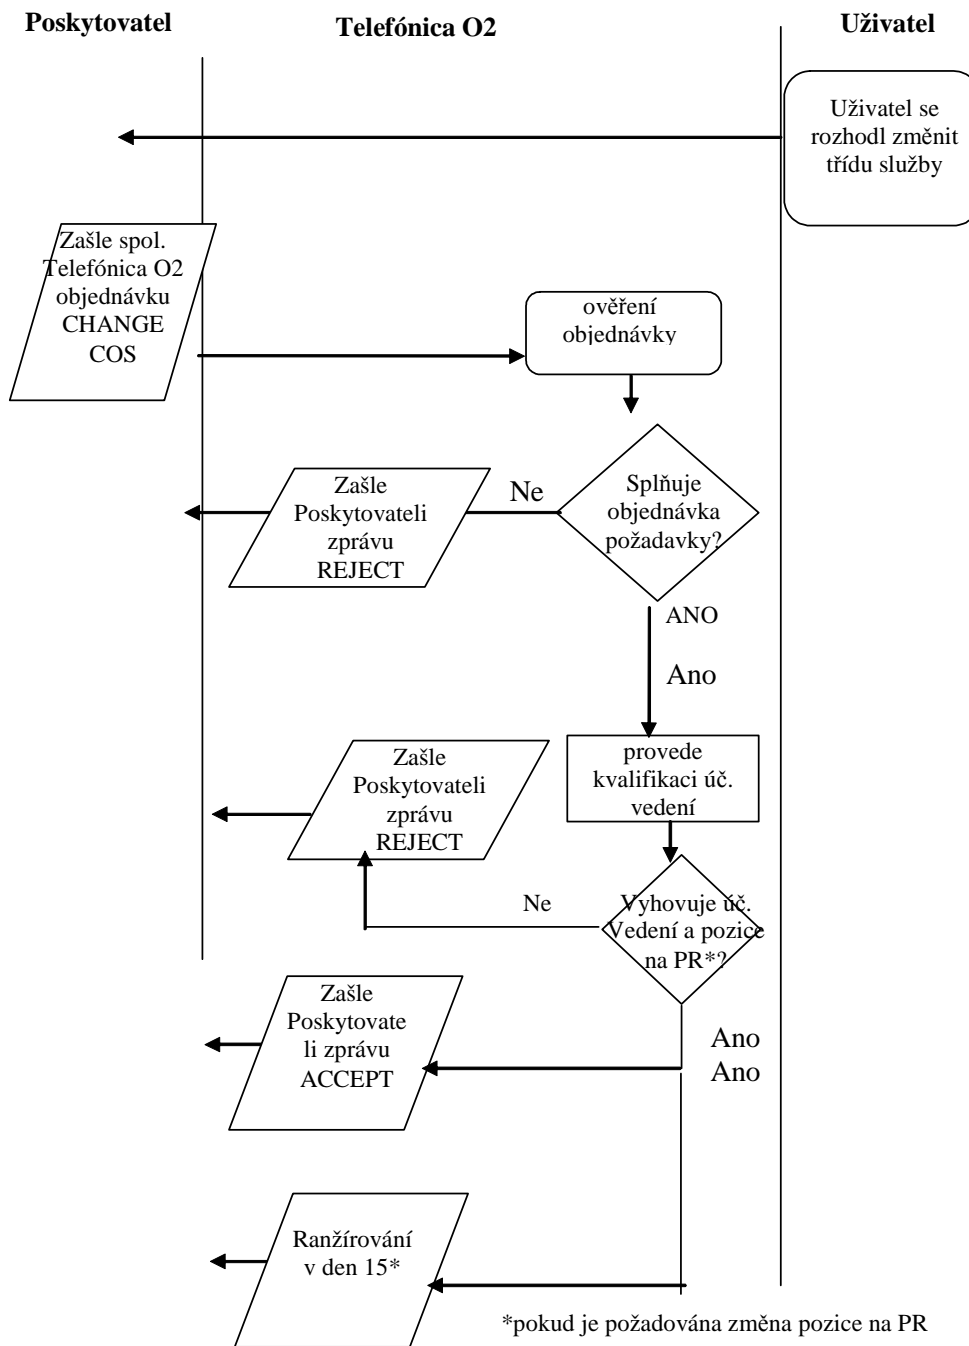 Poskytovatel
Telefónica O2
Uživatel
Uživatel se
rozhodl změnit
třídu služby
Zašle spol.
Telefónica O2
objednávku
CHANGE
COS
ověření
objednávky
Splňuje
objednávka
požadavky?
Ne
Zašle
Poskytovateli
zprávu
REJECT
ANO
Ano
provede
kvalifikaci úč.
vedení
Zašle
Poskytovateli
zprávu
REJECT
Ne
Vyhovuje úč.
Vedení a pozice
na PR*?
Zašle
Poskytovate
li zprávu
ACCEPT
Ano
Ano
Ranžírování
v den 15*
*pokud je požadována změna pozice na PR